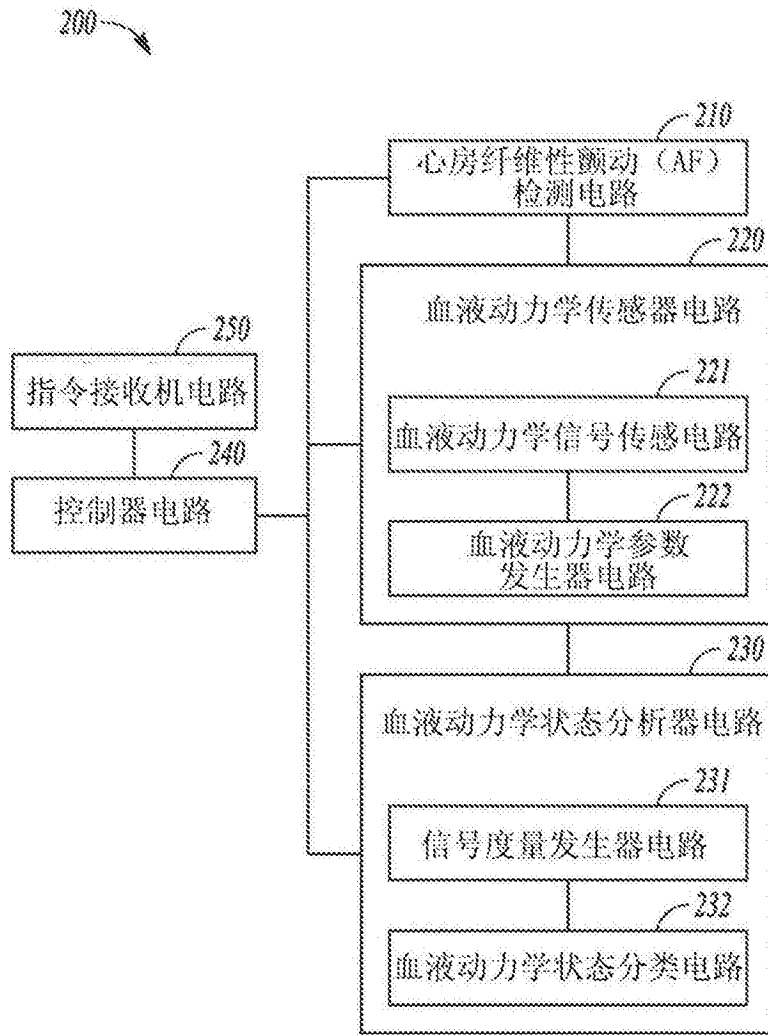 200
210
心房纤维性颤动（AF）
检测电路
220
血液动力学传感器电路
250
指令接收机电路
221
血液动力学信号传感电路
240
控制器电路
222
血液动力学参数
发生器电路
230
血液动力学状态分析器电路
231
信号度量发生器电路
232
血液动力学状态分类电路